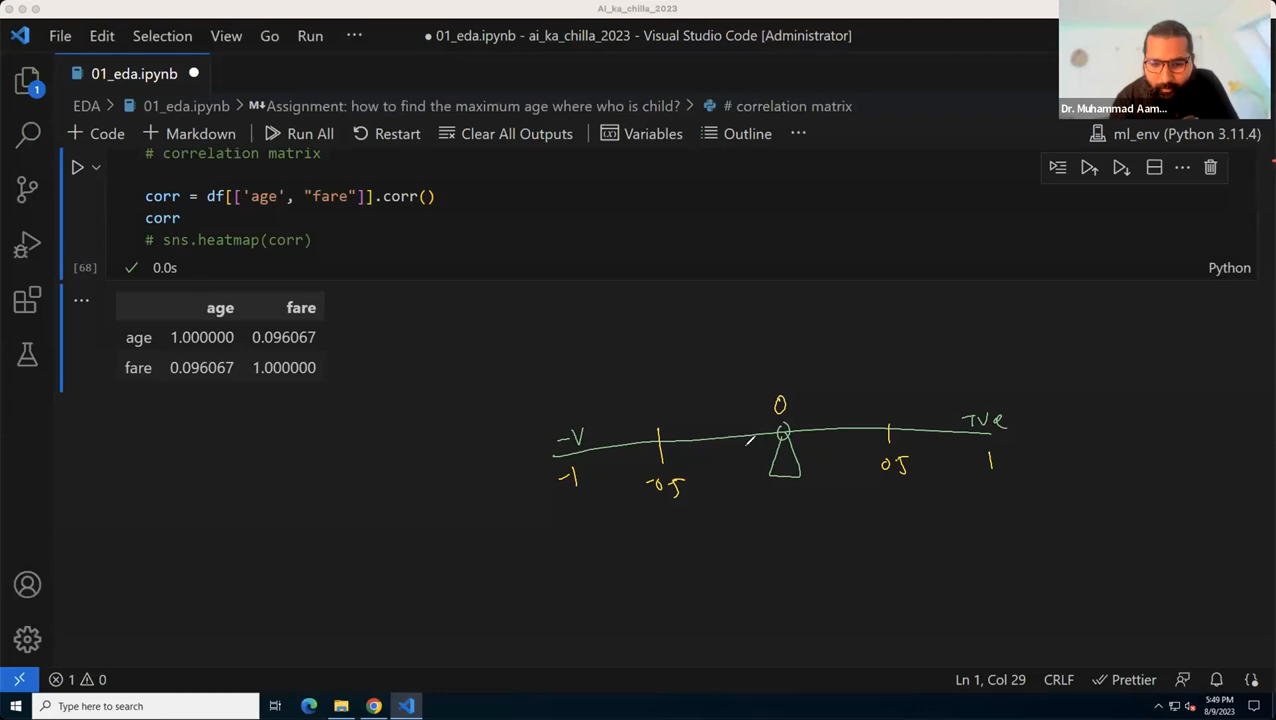 Ai_ka_chilla_2023
File Edit Selection View Go Run ··· ● 01_eda.ipynb - ai_ka_chilla_2023 - Visual Studio Code [Administrator]
01_eda.ipynb ●
EDA > 01_eda.ipynb > M↓Assignment: how to find the maximum age where who is child? > # correlation matrix
+ Code + Markdown Run All Restart Clear All Outputs Variables Outline ··· ml_env (Python 3.11.4)
Dr. Muhammad Aam...
1
# correlation matrix
corr = df[['age', "fare"]].corr()
corr
# sns.heatmap(corr)
[68] ✓ 0.0s Python
age fare
age 1.000000 0.096067
fare 0.096067 1.000000
0
-V +Ve
-1 -0.5 0.5 1
1 0 Ln 1, Col 29 CRLF Prettier
Type here to search
5:49 PM
8/9/2023